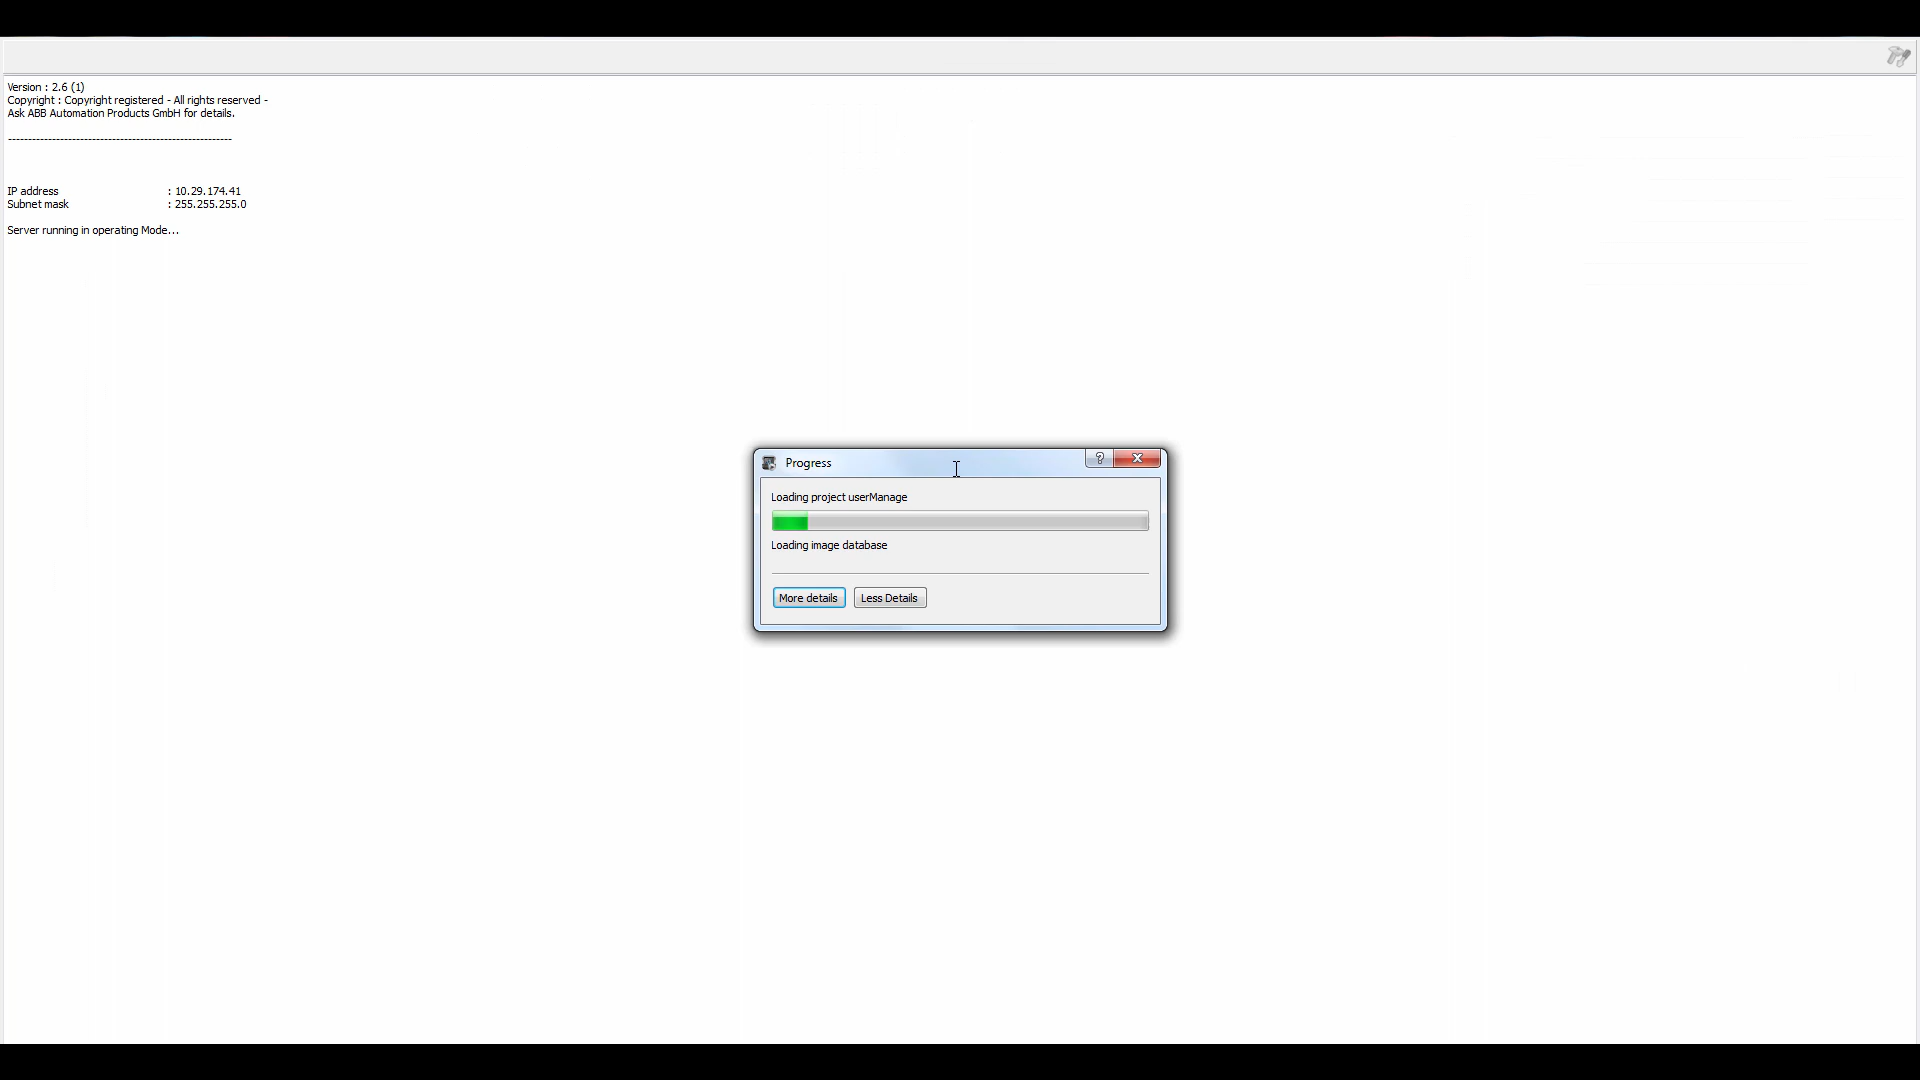 Version : 2.6 (1)
Copyright : Copyright registered - All rights reserved -
Ask ABB Automation Products GmbH for details.
--------------------------------------------------------
IP address : 10.29.174.41
Subnet mask : 255.255.255.0
Server running in operating Mode...
Progress
Loading project userManage
Loading image database
More details Less Details